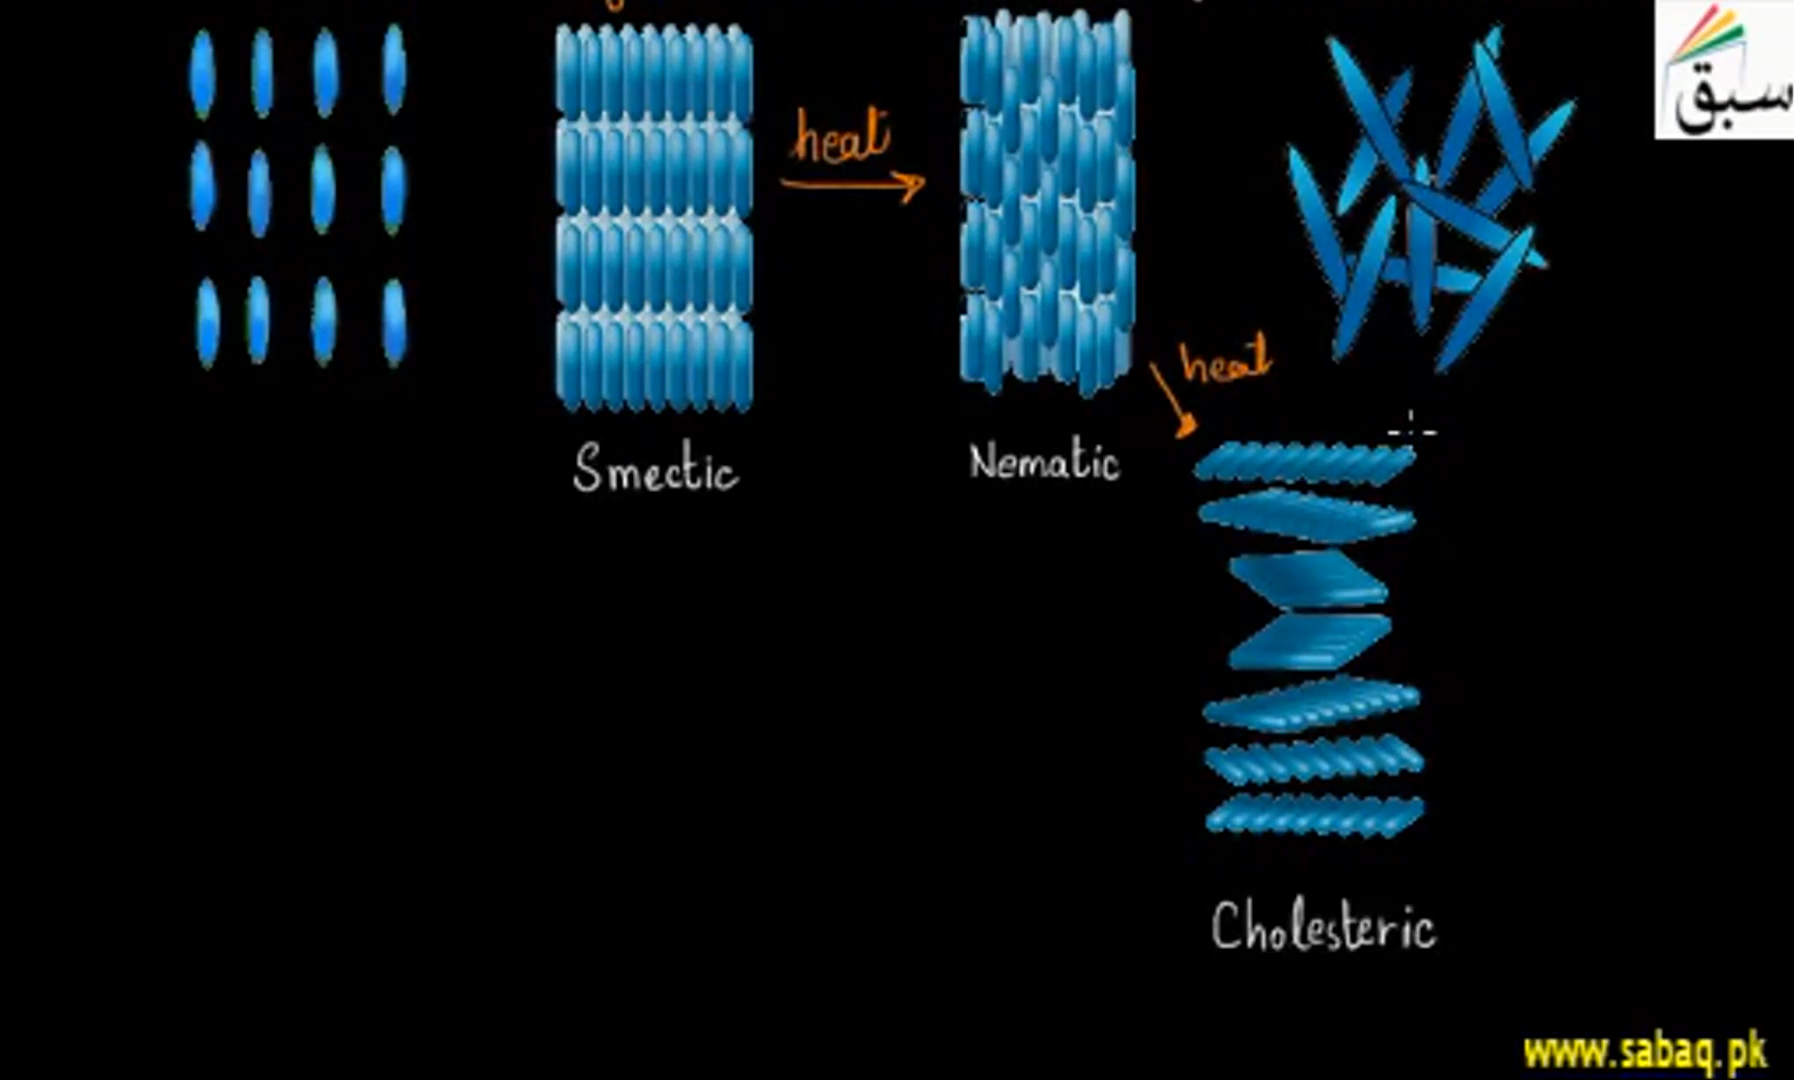 سبق
heat
heat
Smectic
Nematic
Cholesteric
www.sabaq.pk